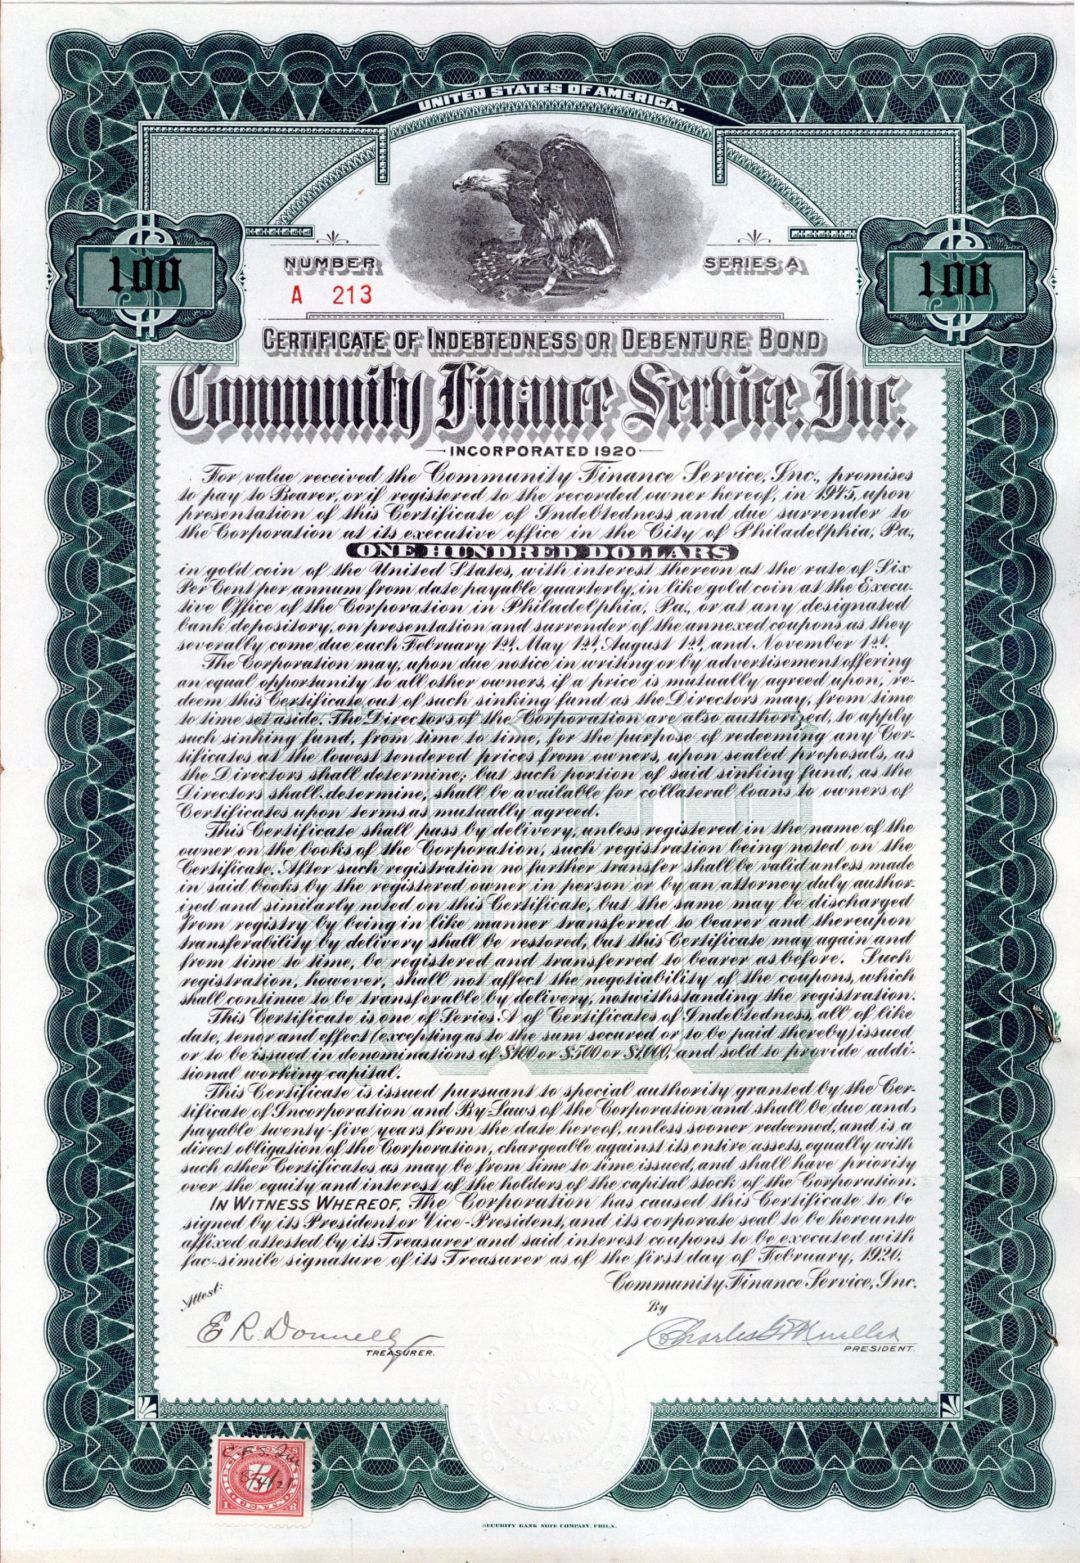 UNITED STATES OF AMERICA.
NUMBER
A 213
SERIES A
100
100
CERTIFICATE OF INDEBTEDNESS OR DEBENTURE BOND
Community Finance Service, Inc.
INCORPORATED 1920
For value received the Community Finance Service, Inc., promises
to pay to Bearer, or if registered to the recorded owner hereof, in 1945, upon
presentation of this Certificate of Indebtedness and due surrender to
the Corporation at its executive office in the City of Philadelphia, Pa.,
ONE HUNDRED DOLLARS
in gold coin of the United States, with interest thereon at the rate of Six
Per Cent per annum from date payable quarterly, in like gold coin at the Execu-
tive Office of the Corporation in Philadelphia, Pa., or at any designated
bank depository, on presentation and surrender of the annexed coupons as they
severally come due each February 1st, May 1st, August 1st, and November 1st.
The Corporation may, upon due notice in writing or by advertisement offering
an equal opportunity to all other owners, if a price is mutually agreed upon, re-
deem this Certificate out of such sinking fund as the Directors may, from time
to time set aside. The Directors of the Corporation are also authorized, to apply
such sinking fund, from time to time, for the purpose of redeeming any Cer-
tificates at the lowest tendered prices from owners, upon sealed proposals, as
the Directors shall determine; but such portion of said sinking fund, as the
Directors shall determine, shall be available for collateral loans to owners of
Certificates upon terms as mutually agreed.
This Certificate shall pass by delivery, unless registered in the name of the
owner on the books of the Corporation, such registration being noted on the
Certificate. After such registration no further transfer shall be valid unless made
in said books by the registered owner in person or by an attorney duly author-
ized and similarly noted on this Certificate, but the same may be discharged
from registry by being in like manner transferred to bearer and thereupon
transferability by delivery shall be restored, but this Certificate may again and
from time to time, be registered and transferred to bearer as before. Such
registration, however, shall not affect the negotiability of the coupons, which
shall continue to be transferable by delivery, notwithstanding the registration.
This Certificate is one of Series A of Certificates of Indebtedness, all of like
date, tenor and effect (excepting as to the sum secured or to be paid thereby) issued
or to be issued in denominations of $100 or $500 or $1,000, and sold to provide addi-
tional working capital.
This Certificate is issued pursuant to special authority granted by the Cer-
tificate of Incorporation and By-Laws of the Corporation and shall be due and
payable twenty-five years from the date hereof, unless sooner redeemed, and is a
direct obligation of the Corporation, chargeable against its entire assets, equally with
such other Certificates as may be from time to time issued, and shall have priority
over the equity and interest of the holders of the capital stock of the Corporation.
IN WITNESS WHEREOF, The Corporation has caused this Certificate to be
signed by its President or Vice-President, and its corporate seal to be hereunto
affixed attested by its Treasurer and said interest coupons to be executed with
fac-simile signature of its Treasurer as of the first day of February, 1920.
Community Finance Service, Inc.
Attest:
By
E R. Donnelly
TREASURER.
Charles G Mueller
PRESIDENT.
1920
C.F.S. Inc
SECURITY BANK NOTE COMPANY. PHILA.